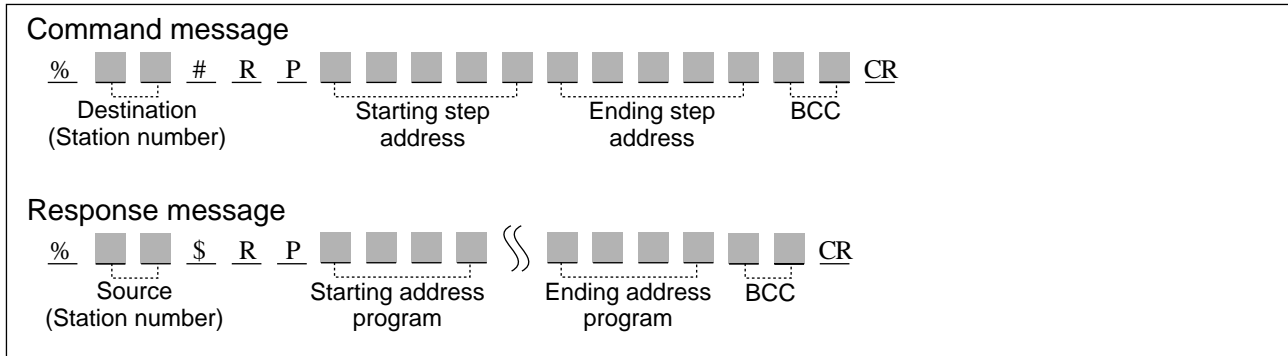 Command message
% # R P CR
Destination (Station number) Starting step address Ending step address BCC
Response message
% $ R P CR
Source (Station number) Starting address program Ending address program BCC